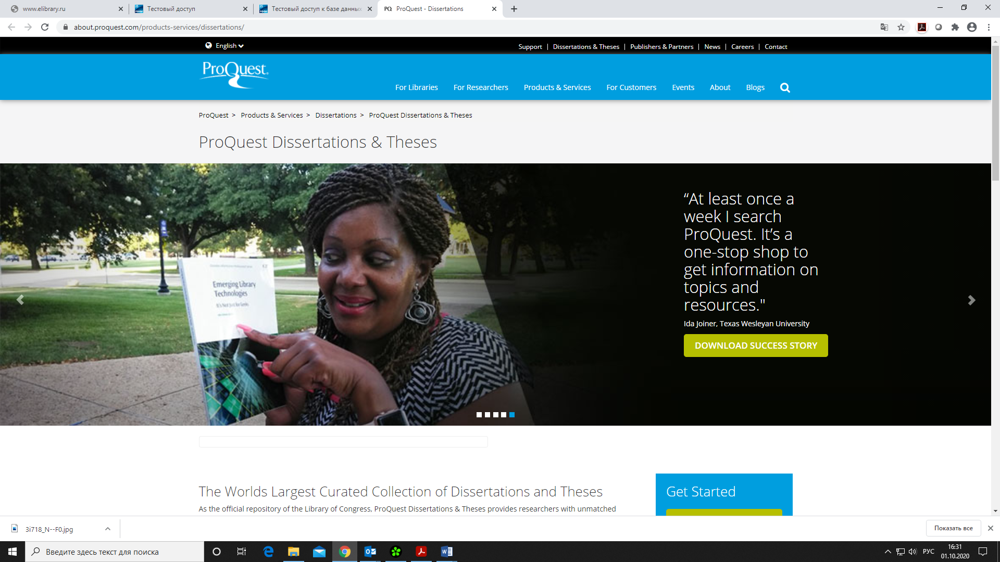 www.elibrary.ru
Тестовый доступ
Тестовый доступ к базе данных
PQ ProQuest - Dissertations
about.proquest.com/products-services/dissertations/
English
Support | Dissertations & Theses | Publishers & Partners | News | Careers | Contact
ProQuest
For Libraries For Researchers Products & Services For Customers Events About Blogs
ProQuest > Products & Services > Dissertations > ProQuest Dissertations & Theses
ProQuest Dissertations & Theses
“At least once a
week I search
ProQuest. It’s a
one-stop shop to
get information on
topics and
resources."
Ida Joiner, Texas Wesleyan University
DOWNLOAD SUCCESS STORY
Emerging Library
Technologies
It's Not Just for Geeks
The Worlds Largest Curated Collection of Dissertations and Theses
As the official repository of the Library of Congress, ProQuest Dissertations & Theses provides researchers with unmatched
Get Started
3i718_N--F0.jpg
Показать все
Введите здесь текст для поиска
РУС
16:31
01.10.2020